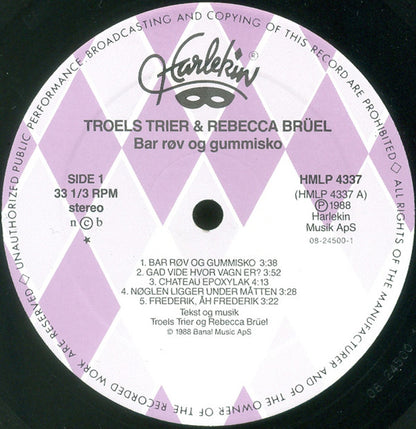 UNAUTHORIZED PUBLIC PERFORMANCE, BROADCASTING AND COPYING OF THIS RECORD PROHIBITED
ALL RIGHTS OF THE MANUFACTURER AND OF THE OWNER OF THE RECORDED WORK ARE RESERVED
Harlekin ®
TROELS TRIER & REBECCA BRÜEL
Bar røv og gummisko
SIDE 1
33 1/3 RPM
stereo
n©b
HMLP 4337
(HMLP 4337 A)
Ⓟ 1988
Harlekin
Musik ApS
08-24500-1
1. BAR RØV OG GUMMISKO 3:38
2. GAD VIDE HVOR VAGN ER? 3:52
3. CHATEAU EPOXYLAK 4:13
4. NØGLEN LIGGER UNDER MÅTTEN 3:28
5. FREDERIK, ÅH FREDERIK 3:22
Tekst og musik
Troels Trier og Rebecca Brüel
© 1988 Banal Music ApS
08 24500